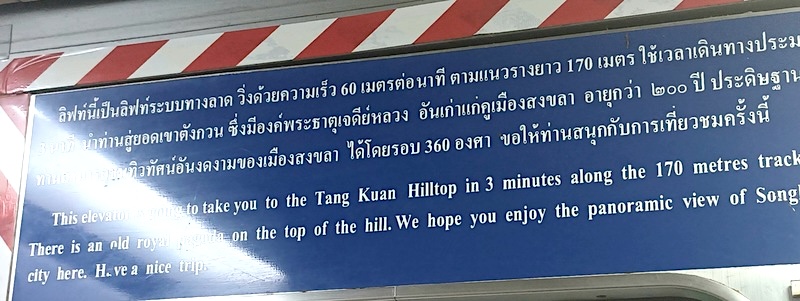 ลิฟท์นี้เป็นลิฟท์ระบบทางลาด วิ่งด้วยความเร็ว 60 เมตรต่อนาที ตามแนวรางยาว 170 เมตร ใช้เวลาเดินทางประม
นำท่านสู่ยอดเขาตังกวน ซึ่งมีองค์พระธาตุเจดีย์หลวง อันเก่าแก่คู่เมืองสงขลา อายุกว่า ๒๐๐ ปี ประดิษฐาน
ทิวทัศน์อันงดงามของเมืองสงขลา ได้โดยรอบ 360 องศา ขอให้ท่านสนุกกับการเที่ยวชมครั้งนี้
This elevator to take you to the Tang Kuan Hilltop in 3 minutes along the 170 metres track
There is an old on the top of the hill. We hope you enjoy the panoramic view of Song
city here. Have a nice trip.